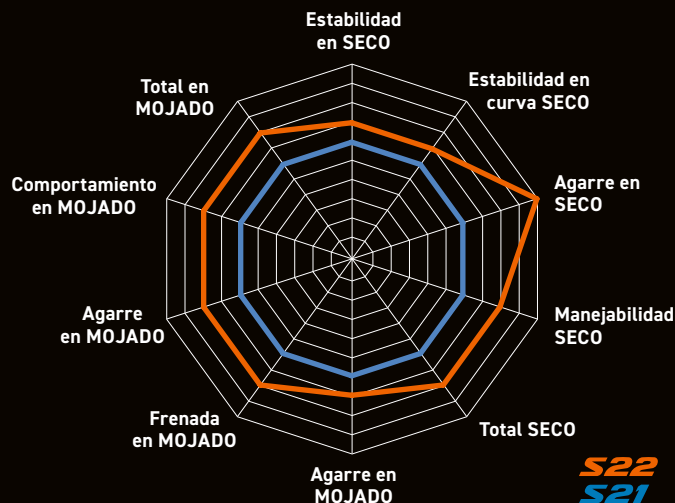 Estabilidad
en SECO
Estabilidad en
curva SECO
Agarre en
SECO
Manejabilidad
SECO
Total SECO
Agarre en
MOJADO
Frenada
en MOJADO
Agarre
en MOJADO
Comportamiento
en MOJADO
Total en
MOJADO
S22
S21